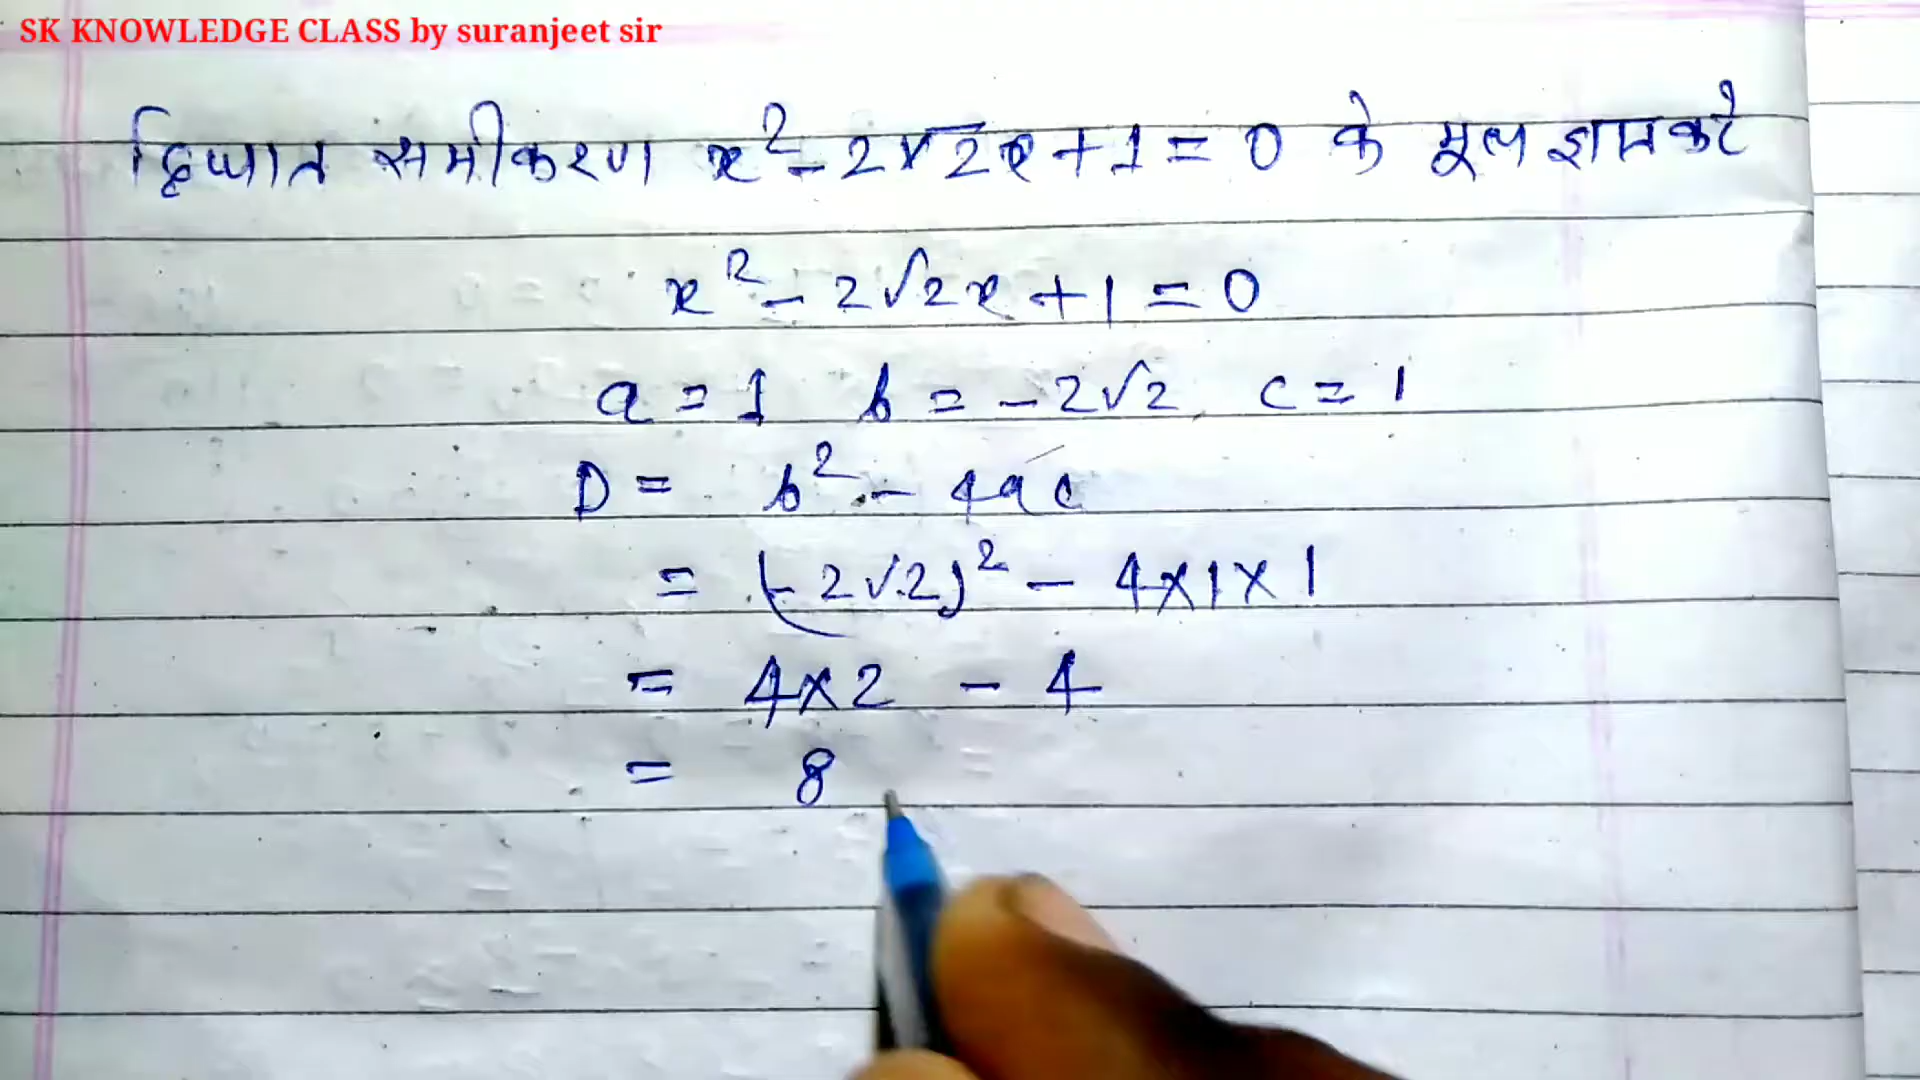 SK KNOWLEDGE CLASS by suranjeet sir
द्विघात समीकरण x² - 2√2x + 1 = 0 के मूल ज्ञात करे
x² - 2√2x + 1 = 0
a = 1 b = -2√2, c = 1
D = b² - 4ac
= (-2√2)² - 4×1×1
= 4×2 - 4
= 8